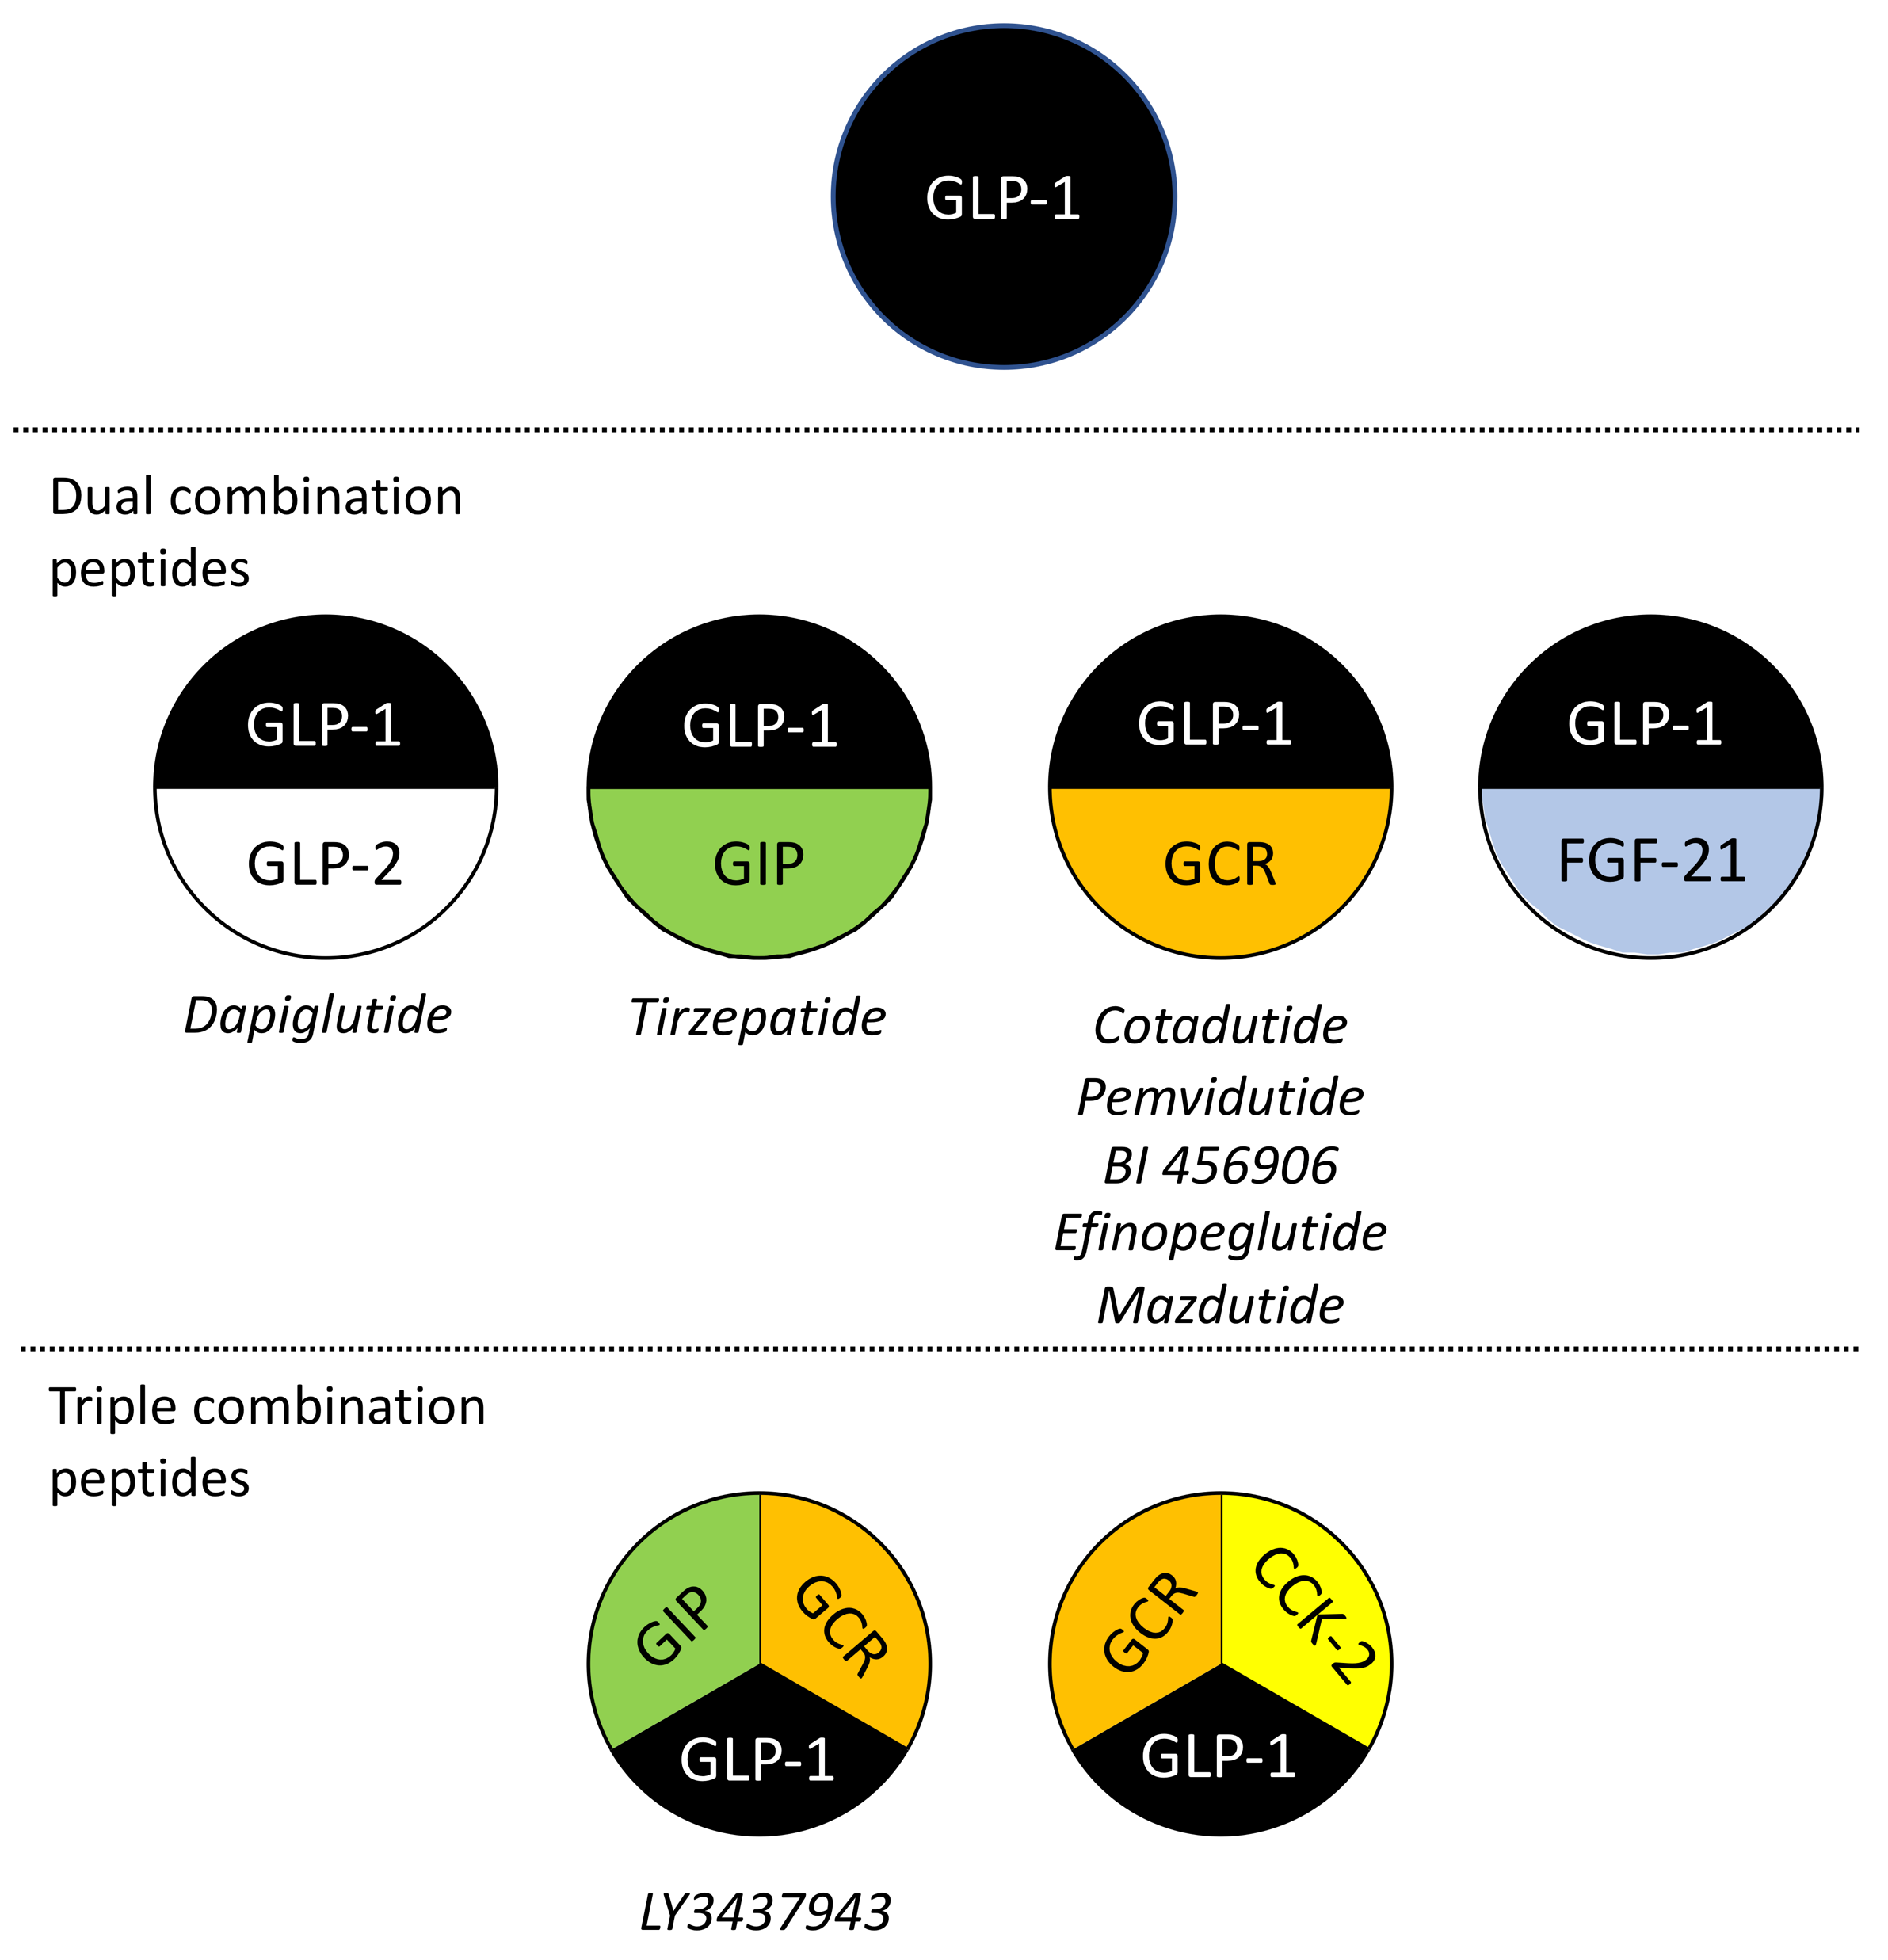 GLP-1
Dual combination
peptides
GLP-1
GLP-2
GLP-1
GIP
GLP-1
GCR
GLP-1
FGF-21
Dapiglutide
Tirzepatide
Cotadutide
Pemvidutide
BI 456906
Efinopeglutide
Mazdutide
Triple combination
peptides
GIP
GCR
GLP-1
GCR
CCK-2
GLP-1
LY3437943